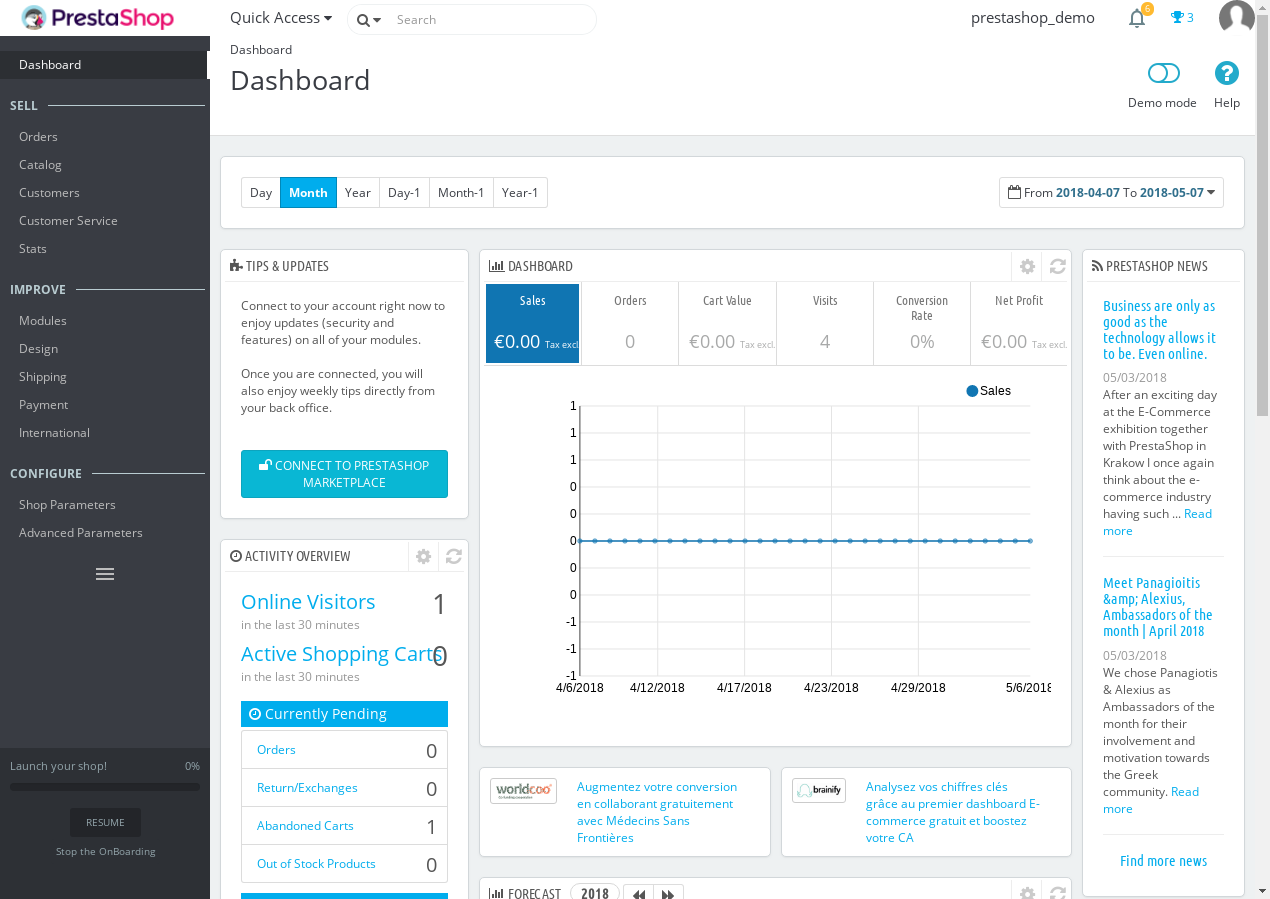 PrestaShop
Quick Access
Search
prestashop_demo
6
3
Dashboard
Dashboard
Demo mode
Help
Dashboard
SELL
Orders
Catalog
Customers
Customer Service
Stats
IMPROVE
Modules
Design
Shipping
Payment
International
CONFIGURE
Shop Parameters
Advanced Parameters
Launch your shop! 0%
RESUME
Stop the OnBoarding
Day Month Year Day-1 Month-1 Year-1
From 2018-04-07 To 2018-05-07
TIPS & UPDATES
Connect to your account right now to
enjoy updates (security and
features) on all of your modules.
Once you are connected, you will
also enjoy weekly tips directly from
your back office.
CONNECT TO PRESTASHOP
MARKETPLACE
ACTIVITY OVERVIEW
Online Visitors 1
in the last 30 minutes
Active Shopping Carts 0
in the last 30 minutes
Currently Pending
Orders 0
Return/Exchanges 0
Abandoned Carts 1
Out of Stock Products 0
DASHBOARD
Sales
€0.00 Tax excl.
Orders
0
Cart Value
€0.00 Tax excl.
Visits
4
Conversion
Rate
0%
Net Profit
€0.00 Tax excl.
Sales
1
1
1
0
0
0
0
0
-1
-1
-1
4/6/2018 4/12/2018 4/17/2018 4/23/2018 4/29/2018 5/6/2018
worldcoo
Augmentez votre conversion
en collaborant gratuitement
avec Médecins Sans
Frontières
brainify
Analysez vos chiffres clés
grâce au premier dashboard E-
commerce gratuit et boostez
votre CA
FORECAST 2018
PRESTASHOP NEWS
Business are only as
good as the
technology allows it
to be. Even online.
05/03/2018
After an exciting day
at the E-Commerce
exhibition together
with PrestaShop in
Krakow I once again
think about the e-
commerce industry
having such ... Read
more
Meet Panagioitis
&amp; Alexius,
Ambassadors of the
month | April 2018
05/03/2018
We chose Panagiotis
& Alexius as
Ambassadors of the
month for their
involvement and
motivation towards
the Greek
community. Read
more
Find more news